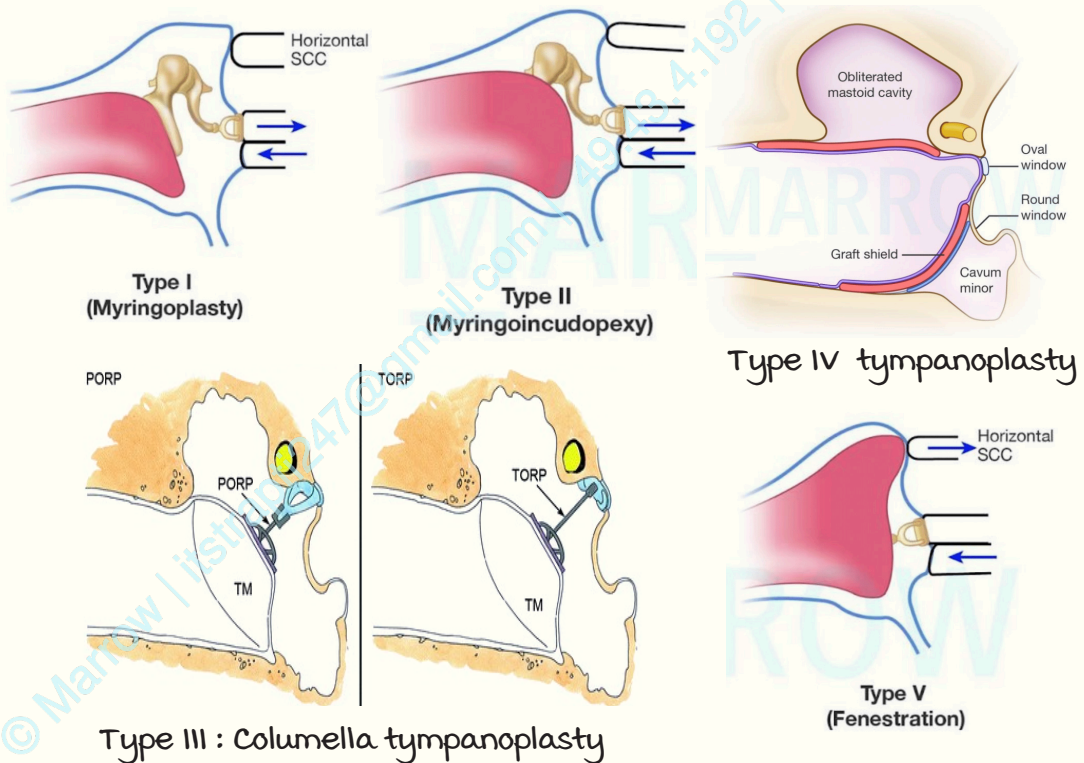 Horizontal
SCC
Type I
(Myringoplasty)
Type II
(Myringoincudopexy)
Obliterated
mastoid cavity
Oval
window
Round
window
Graft shield
Cavum
minor
Type IV tympanoplasty
PORP
PORP
TM
TORP
TORP
TM
Type III : Columella tympanoplasty
Horizontal
SCC
Type V
(Fenestration)
MARROW